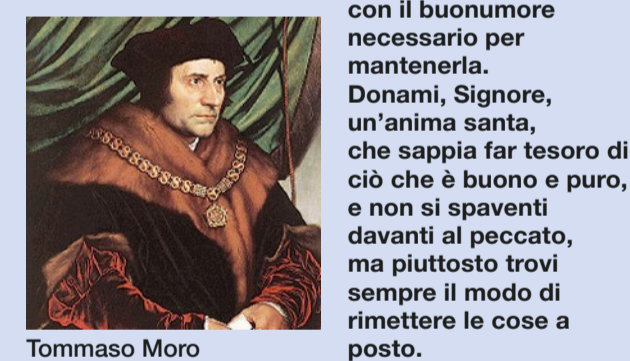 con il buonumore
necessario per
mantenerla.
Donami, Signore,
un'anima santa,
che sappia far tesoro di
ciò che è buono e puro,
e non si spaventi
davanti al peccato,
ma piuttosto trovi
sempre il modo di
rimettere le cose a
posto.
Tommaso Moro